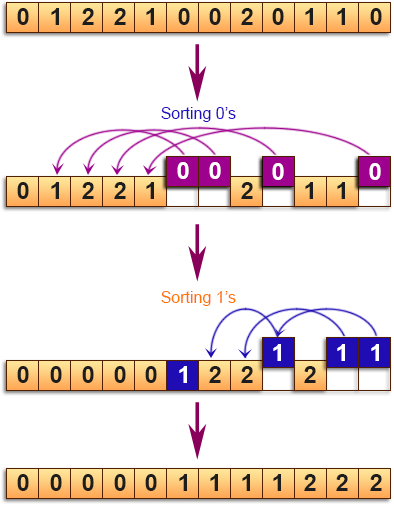 0 1 2 2 1 0 0 2 0 1 1 0
Sorting 0's
0 0 0 0
0 1 2 2 1 2 1 1
Sorting 1's
1 1 1
0 0 0 0 0 1 2 2 2
0 0 0 0 0 1 1 1 1 2 2 2